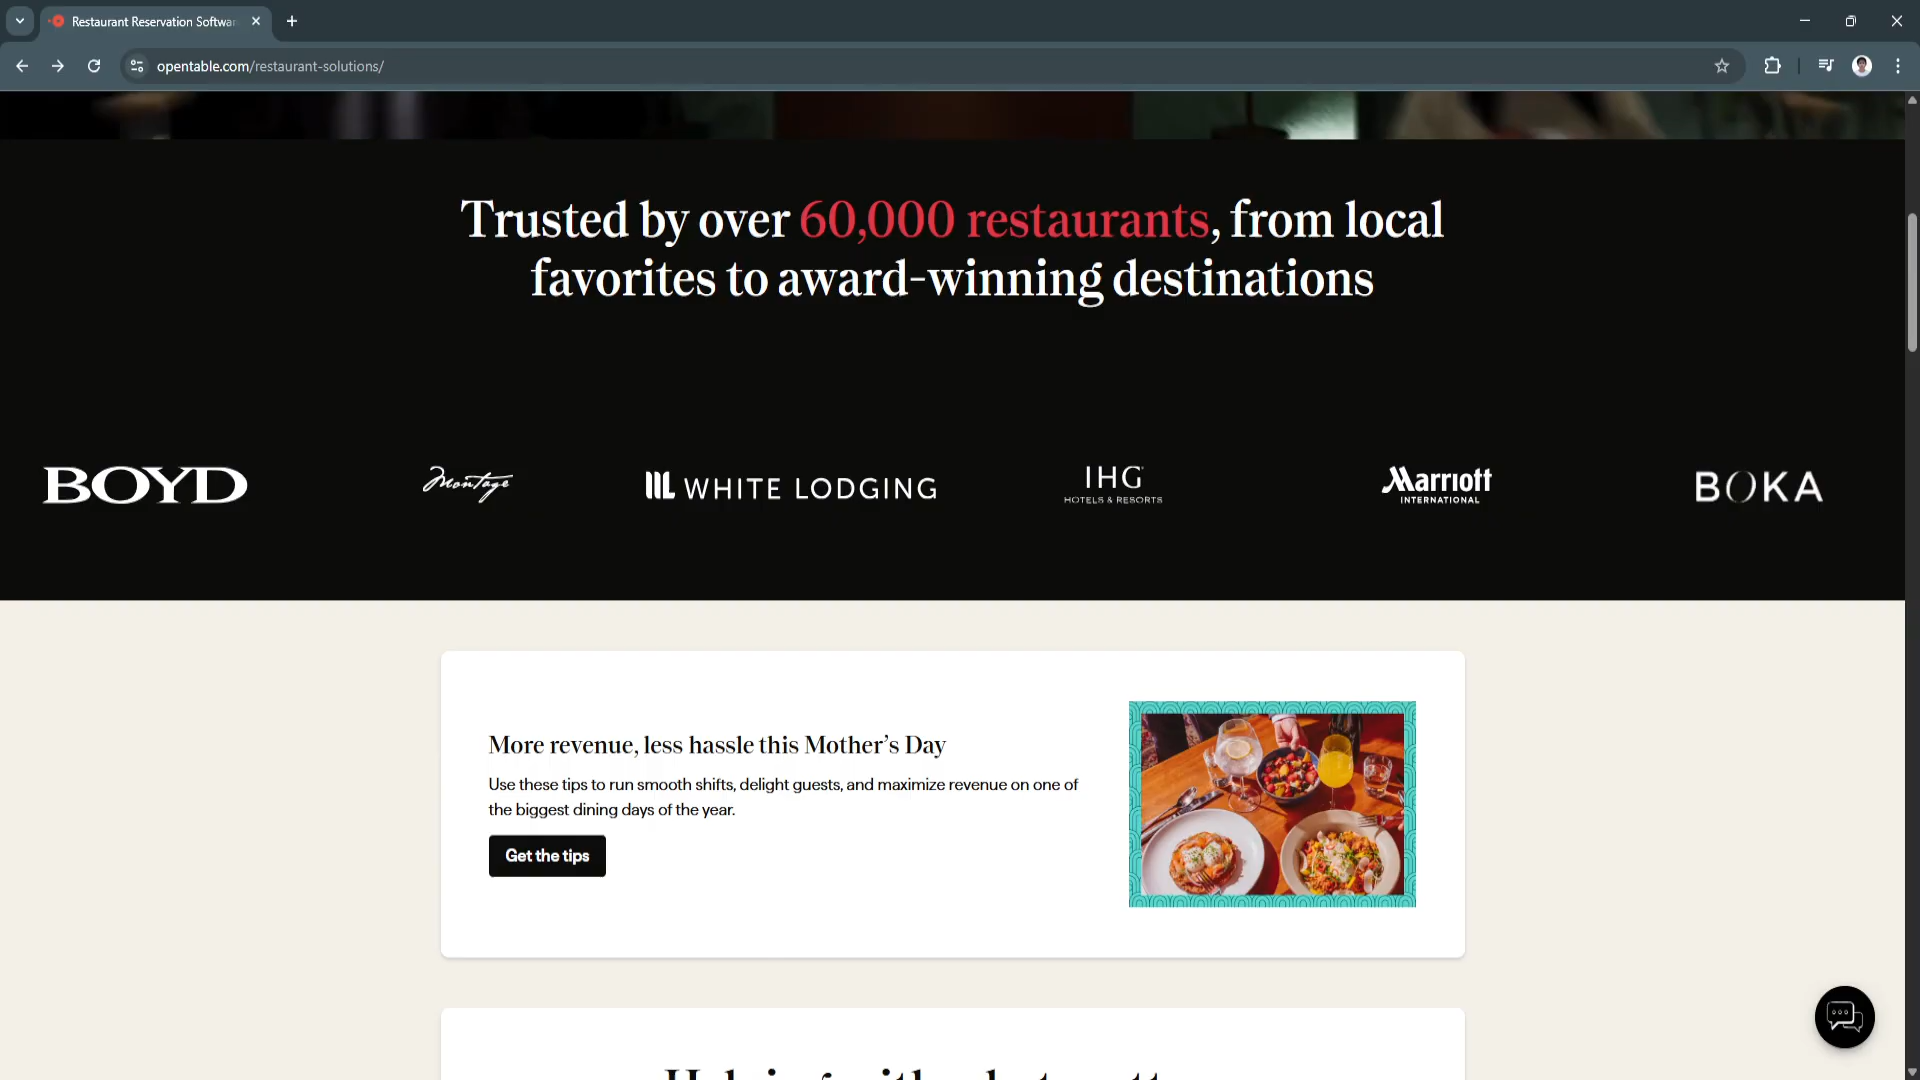 Restaurant Reservation Softwar
opentable.com/restaurant-solutions/
Trusted by over 60,000 restaurants, from local
favorites to award-winning destinations
BOYD
Montage
WHITE LODGING
IHG
HOTELS & RESORTS
Marriott
INTERNATIONAL
BOKA
More revenue, less hassle this Mother’s Day
Use these tips to run smooth shifts, delight guests, and maximize revenue on one of
the biggest dining days of the year.
Get the tips